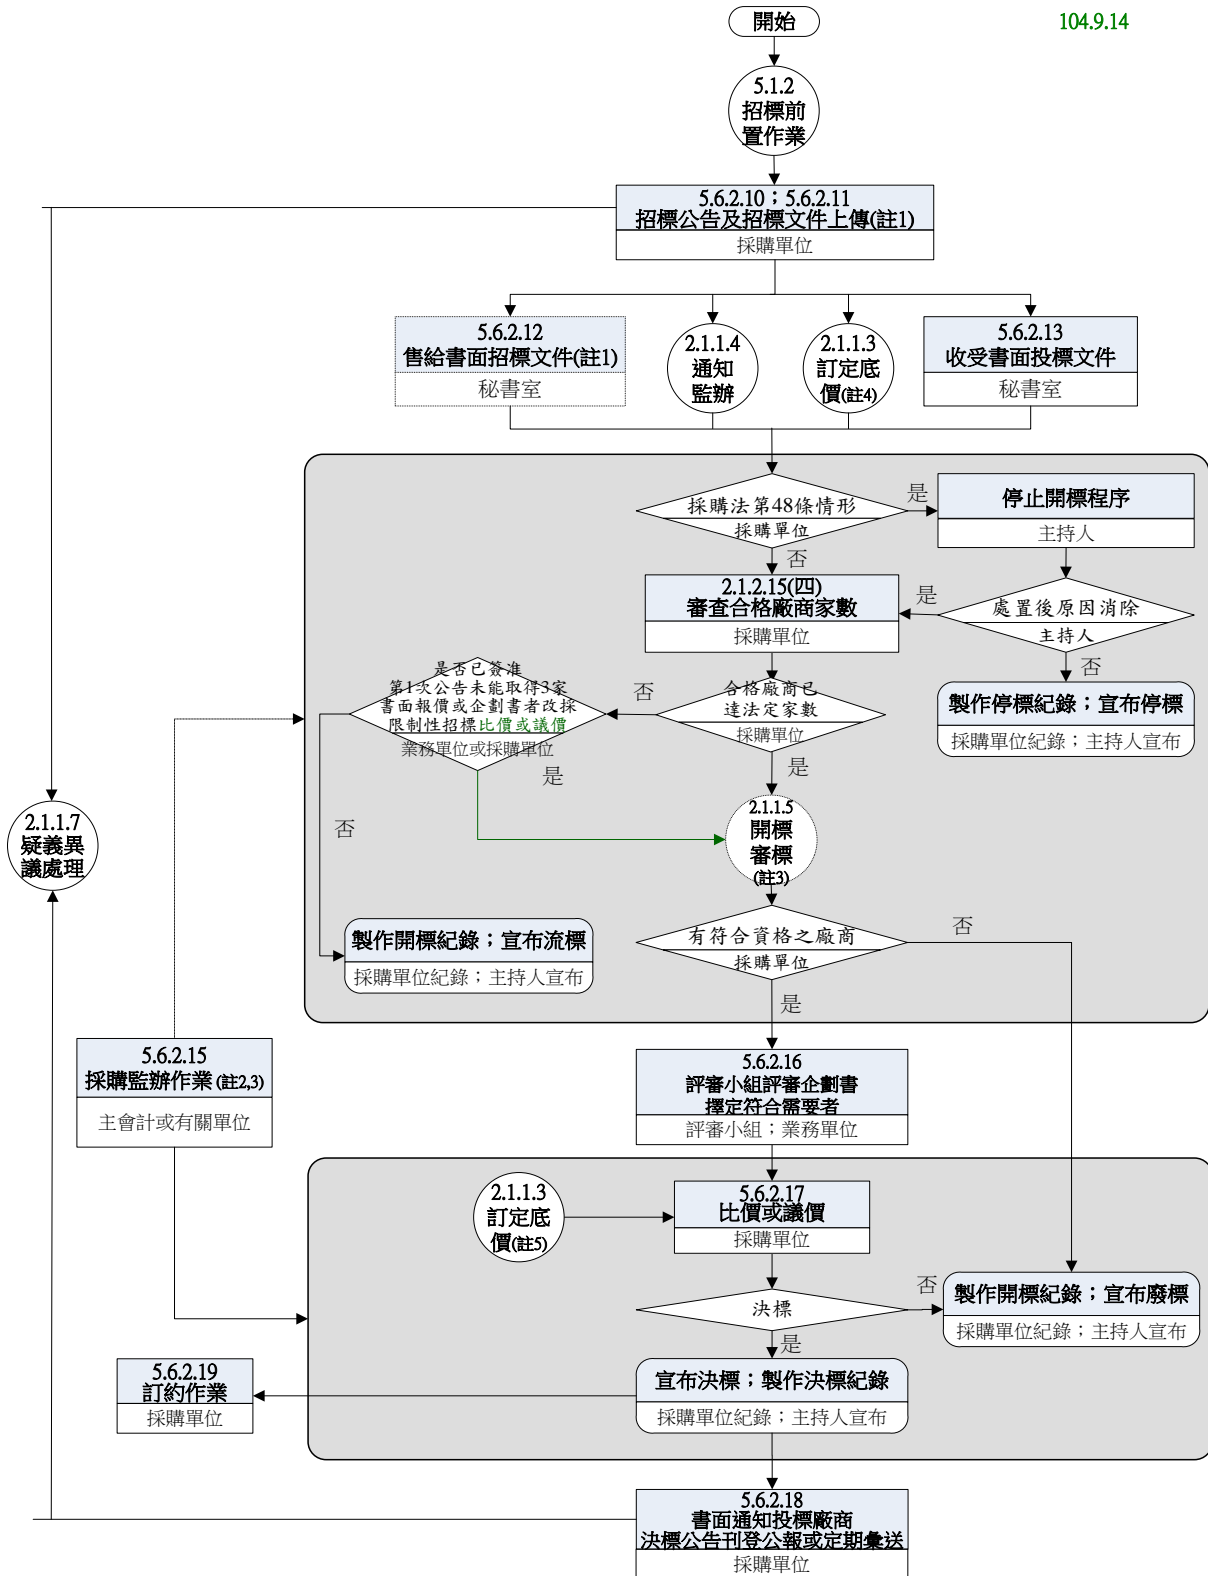 開始
104.9.14
5.1.2
招標前
置作業
5.6.2.10；5.6.2.11
招標公告及招標文件上傳(註1)
採購單位
5.6.2.12
售給書面招標文件(註1)
秘書室
2.1.1.4
通知
監辦
2.1.1.3
訂定底
價(註4)
5.6.2.13
收受書面投標文件
秘書室
採購法第48條情形
採購單位
是
否
停止開標程序
主持人
2.1.2.15(四)
審查合格廠商家數
採購單位
是
處置後原因消除
主持人
否
製作停標紀錄；宣布停標
採購單位紀錄；主持人宣布
是否已簽准
第1次公告未能取得3家
書面報價或企劃書者改採
限制性招標比價或議價
業務單位或採購單位
否
合格廠商已
達法定家數
採購單位
是
是
否
2.1.1.5
開標
審標
(註3)
2.1.1.7
疑義異
議處理
製作開標紀錄；宣布流標
採購單位紀錄；主持人宣布
有符合資格之廠商
採購單位
否
是
5.6.2.15
採購監辦作業(註2,3)
主會計或有關單位
5.6.2.16
評審小組評審企劃書
擇定符合需要者
評審小組；業務單位
2.1.1.3
訂定底
價(註5)
5.6.2.17
比價或議價
採購單位
決標
否
是
製作開標紀錄；宣布廢標
採購單位紀錄；主持人宣布
5.6.2.19
訂約作業
採購單位
宣布決標；製作決標紀錄
採購單位紀錄；主持人宣布
5.6.2.18
書面通知投標廠商
決標公告刊登公報或定期彙送
採購單位